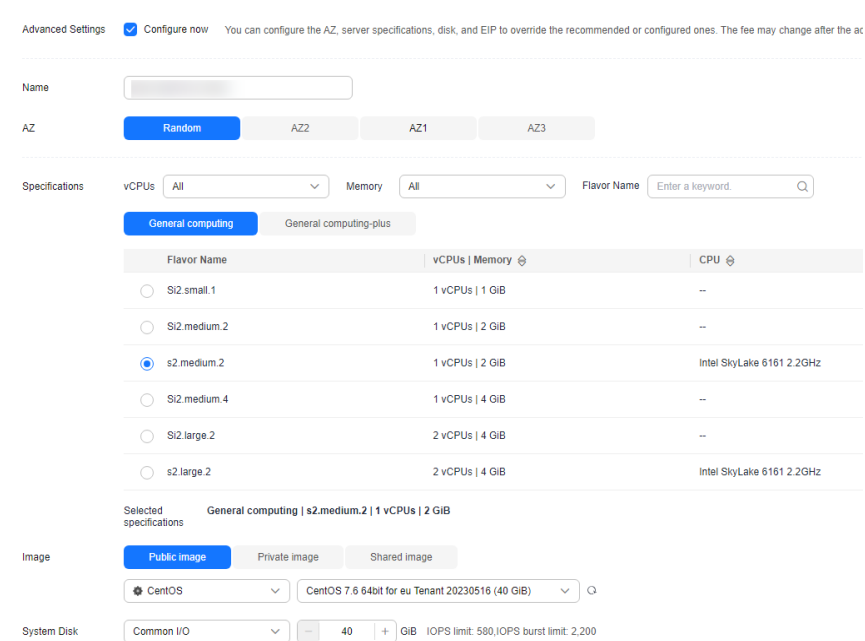 Advanced Settings Configure now You can configure the AZ, server specifications, disk, and EIP to override the recommended or configured ones. The fee may change after the
Name
AZ Random AZ2 AZ1 AZ3
Specifications vCPUs All Memory All Flavor Name Enter a keyword.
General computing General computing-plus
Flavor Name vCPUs | Memory CPU
Si2.small.1 1 vCPUs | 1 GiB --
Si2.medium.2 1 vCPUs | 2 GiB --
s2.medium.2 1 vCPUs | 2 GiB Intel SkyLake 6161 2.2GHz
Si2.medium.4 1 vCPUs | 4 GiB --
Si2.large.2 2 vCPUs | 4 GiB --
s2.large.2 2 vCPUs | 4 GiB Intel SkyLake 6161 2.2GHz
Selected specifications General computing | s2.medium.2 | 1 vCPUs | 2 GiB
Image Public image Private image Shared image
CentOS CentOS 7.6 64bit for eu Tenant 20230516 (40 GiB)
System Disk Common I/O − 40 + GiB IOPS limit: 580,IOPS burst limit: 2,200